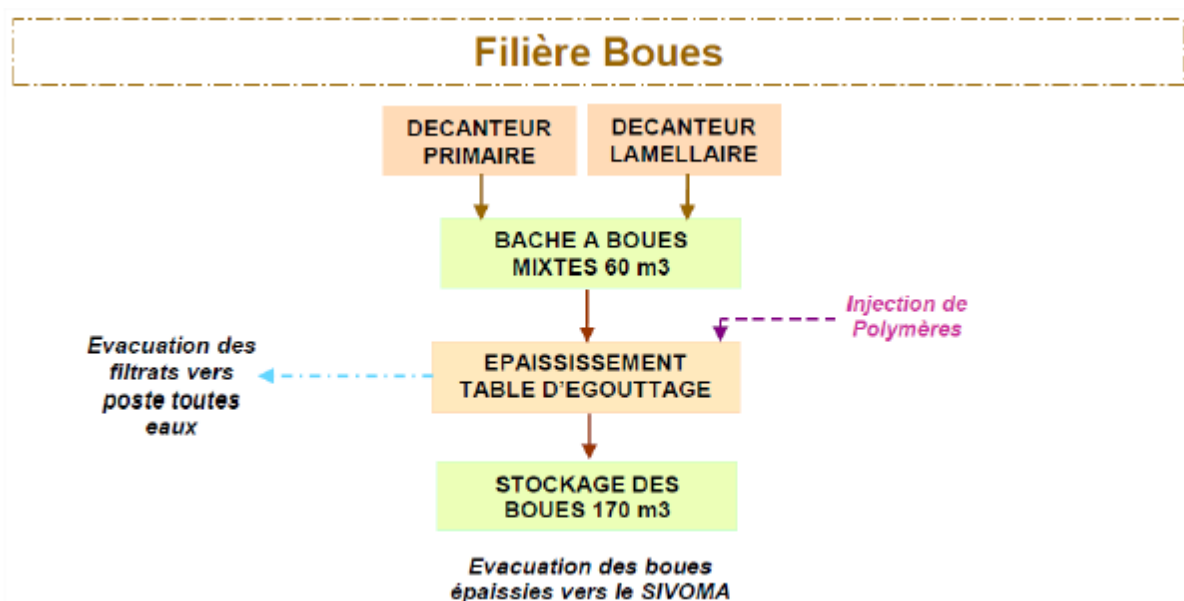 Filière Boues
DECANTEUR
PRIMAIRE
DECANTEUR
LAMELLAIRE
BACHE A BOUES
MIXTES 60 m3
Injection de
Polymères
Evacuation des
filtrats vers
poste toutes
eaux
EPAISSISSEMENT
TABLE D'EGOUTTAGE
STOCKAGE DES
BOUES 170 m3
Evacuation des boues
épaissies vers le SIVOMA